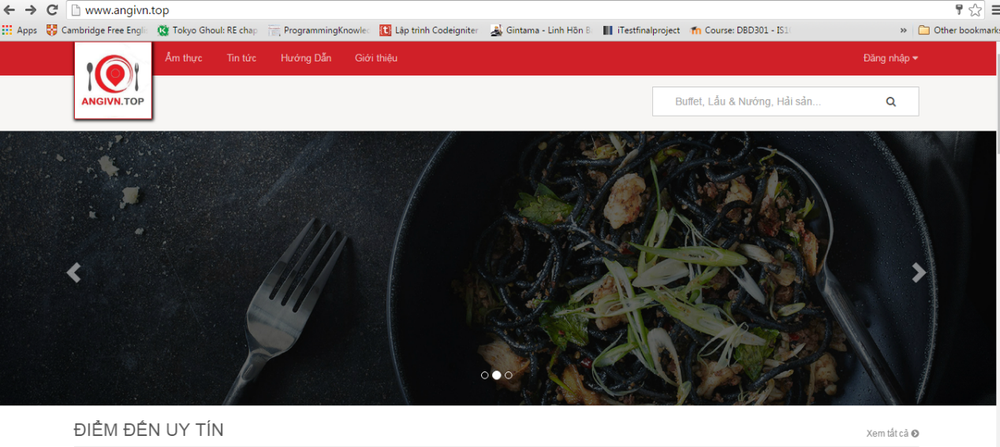 www.angivn.top
Apps Cambridge Free Englis Tokyo Ghoul: RE chap ProgrammingKnowled Lập trình Codeigniter Gintama - Linh Hồn B iTestfinalproject Course: DBD301 - IS1 » Other bookmarks
Ẩm thực Tin tức Hướng Dẫn Giới thiệu Đăng nhập
ANGIVN.TOP
Buffet, Lẩu & Nướng, Hải sản...
ĐIỂM ĐẾN UY TÍN
Xem tất cả